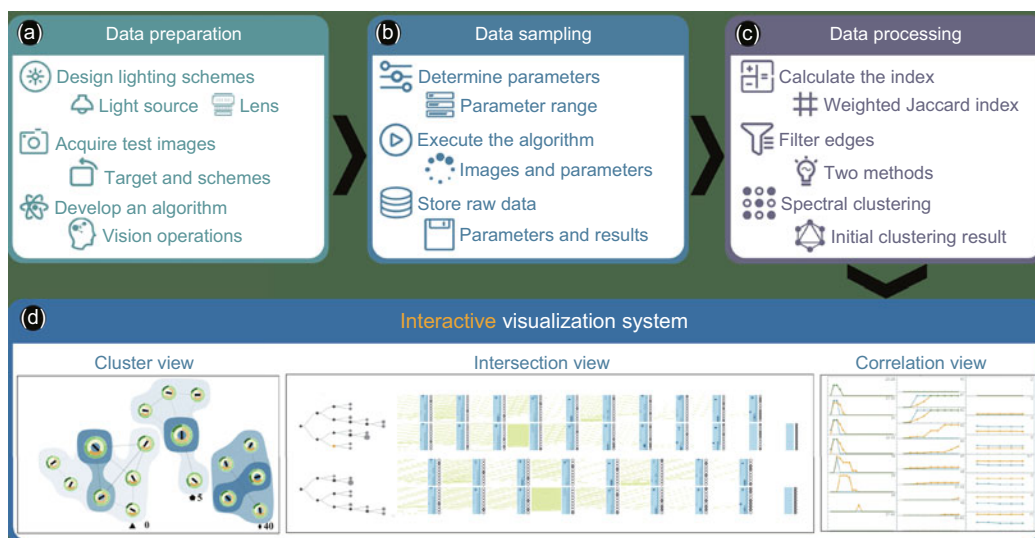 (a)
Data preparation
Design lighting schemes
Light source
Lens
Acquire test images
Target and schemes
Develop an algorithm
Vision operations
(b)
Data sampling
Determine parameters
Parameter range
Execute the algorithm
Images and parameters
Store raw data
Parameters and results
(c)
Data processing
Calculate the index
Weighted Jaccard index
Filter edges
Two methods
Spectral clustering
Initial clustering result
(d)
Interactive visualization system
Cluster view
Intersection view
Correlation view
5
0
40